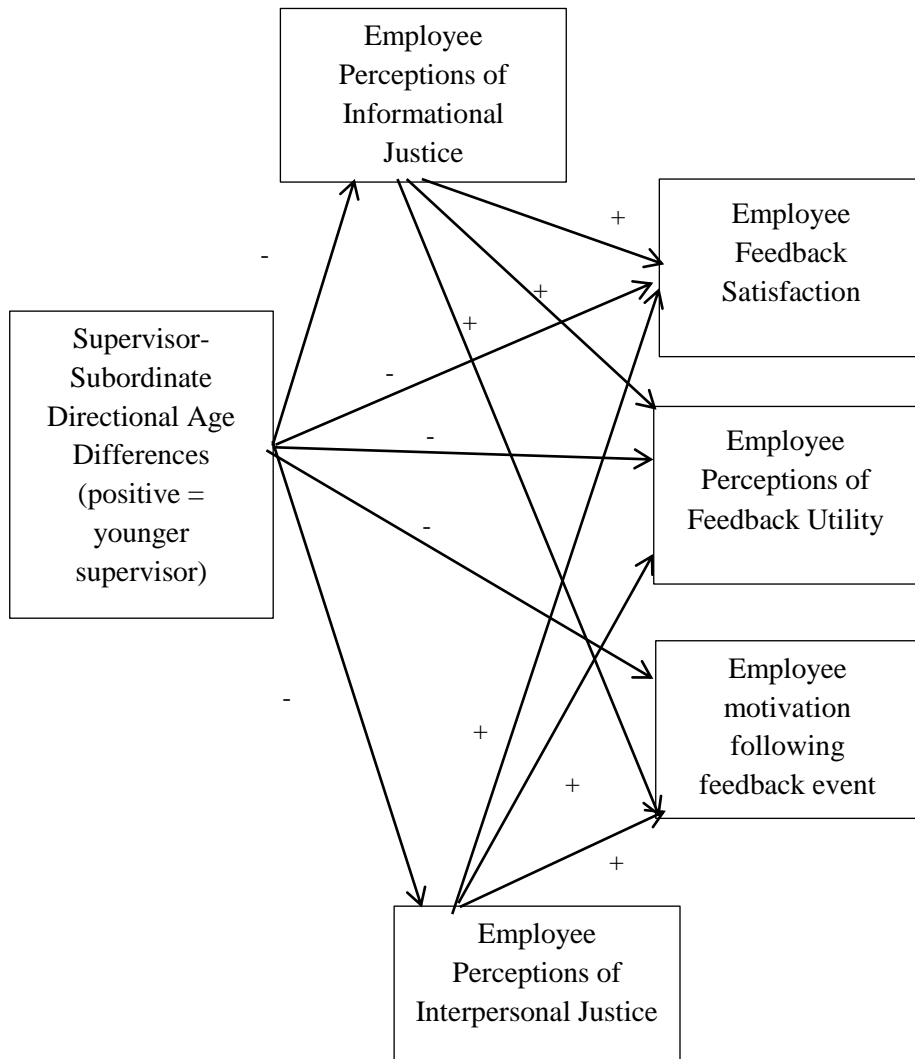 Employee
Perceptions of
Informational
Justice
+
Employee
Feedback
Satisfaction
-
+
+
Supervisor-
Subordinate
Directional Age
Differences
(positive =
younger
supervisor)
-
-
Employee
Perceptions of
Feedback Utility
-
Employee
motivation
following
feedback event
-
+
+
+
Employee
Perceptions of
Interpersonal Justice